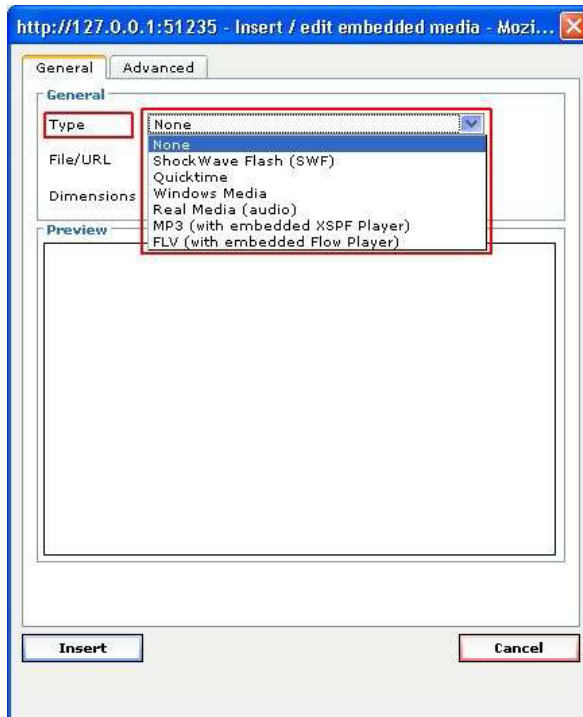 http://127.0.0.1:51235 - Insert / edit embedded media - Mozi...
General Advanced
General
Type None
None
ShockWave Flash (SWF)
File/URL
Quicktime
Windows Media
Dimensions
Real Media (audio)
MP3 (with embedded XSPF Player)
Preview
FLV (with embedded Flow Player)
Insert Cancel